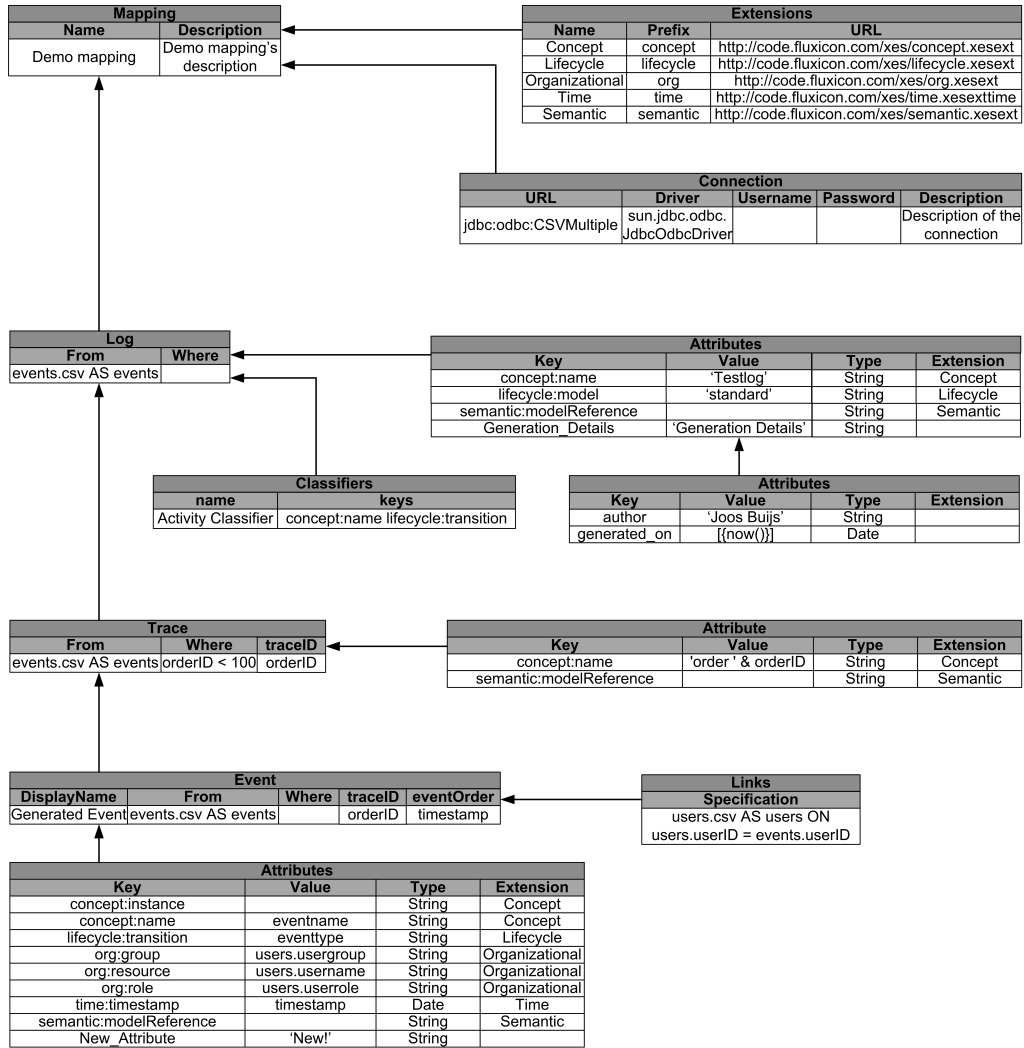 Mapping
Name Description
Demo mapping Demo mapping's
description
Extensions
Name Prefix URL
Concept concept http://code.fluxicon.com/xes/concept.xesext
Lifecycle lifecycle http://code.fluxicon.com/xes/lifecycle.xesext
Organizational org http://code.fluxicon.com/xes/org.xesext
Time time http://code.fluxicon.com/xes/time.xesexttime
Semantic semantic http://code.fluxicon.com/xes/semantic.xesext
Connection
URL Driver Username Password Description
jdbc:odbc:CSVMultiple sun.jdbc.odbc. Description of the
JdbcOdbcDriver connection
Log
From Where
events.csv AS events
Attributes
Key Value Type Extension
concept:name ‘Testlog’ String Concept
lifecycle:model ‘standard’ String Lifecycle
semantic:modelReference String Semantic
Generation_Details ‘Generation Details’ String
Classifiers
name keys
Activity Classifier concept:name lifecycle:transition
Attributes
Key Value Type Extension
author ‘Joos Buijs’ String
generated_on [{now()}] Date
Trace
From Where traceID
events.csv AS events orderID < 100 orderID
Attribute
Key Value Type Extension
concept:name 'order ' & orderID String Concept
semantic:modelReference String Semantic
Event
DisplayName From Where traceID eventOrder
Generated Event events.csv AS events orderID timestamp
Links
Specification
users.csv AS users ON
users.userID = events.userID
Attributes
Key Value Type Extension
concept:instance String Concept
concept:name eventname String Concept
lifecycle:transition eventtype String Lifecycle
org:group users.usergroup String Organizational
org:resource users.username String Organizational
org:role users.userrole String Organizational
time:timestamp timestamp Date Time
semantic:modelReference String Semantic
New_Attribute ‘New!’ String